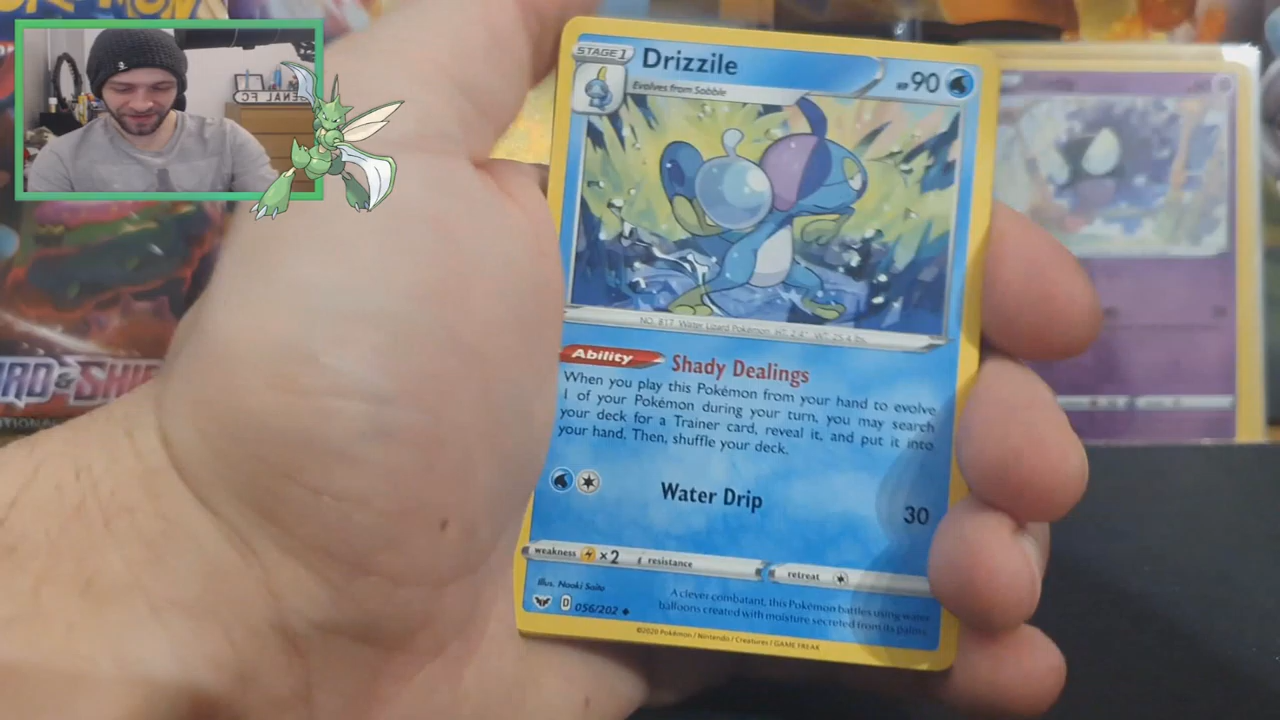 STAGE 1
Drizzile
HP 90
Evolves from Sobble
NO. 817 Water Lizard Pokémon HT: 2'4" WT: 25.4 lbs.
Ability Shady Dealings
When you play this Pokémon from your hand to evolve
1 of your Pokémon during your turn, you may search
your deck for a Trainer card, reveal it, and put it into
your hand. Then, shuffle your deck.
Water Drip 30
weakness ×2 resistance retreat
Illus. Naoki Saito
D 056/202
A clever combatant, this Pokémon battles using water
balloons created with moisture secreted from its palms.
©2020 Pokémon / Nintendo / Creatures / GAME FREAK